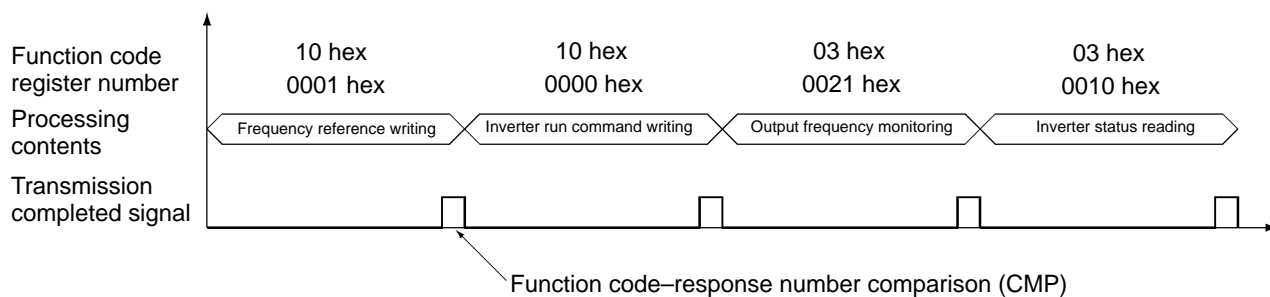 Function code
register number
10 hex
0001 hex
10 hex
0000 hex
03 hex
0021 hex
03 hex
0010 hex
Processing
contents
Frequency reference writing
Inverter run command writing
Output frequency monitoring
Inverter status reading
Transmission
completed signal
Function code–response number comparison (CMP)